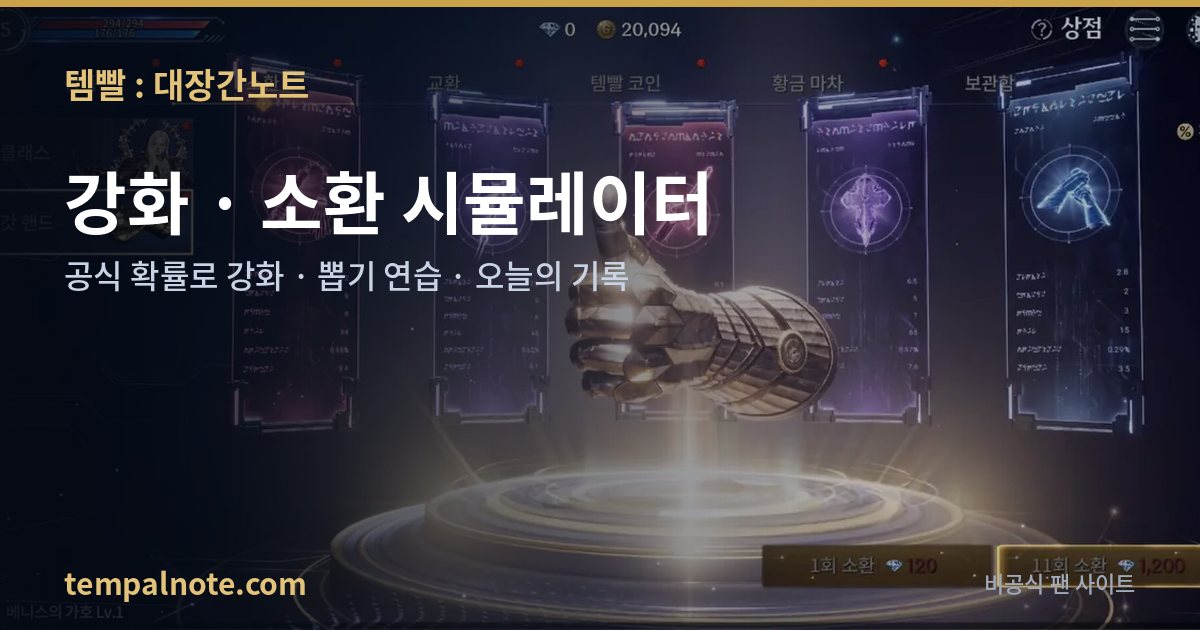 294/294
176/176
0
20,094
상점
템빨 : 대장간노트
교환
템빨 코인
황금 마차
보관함
클래스
강화 · 소환 시뮬레이터
갓 핸드
공식 확률로 강화 · 뽑기 연습 · 오늘의 기록
1회 소환 120
11회 소환 1,200
tempalnote.com
비공식 팬 사이트
베니스의 가호 Lv.1